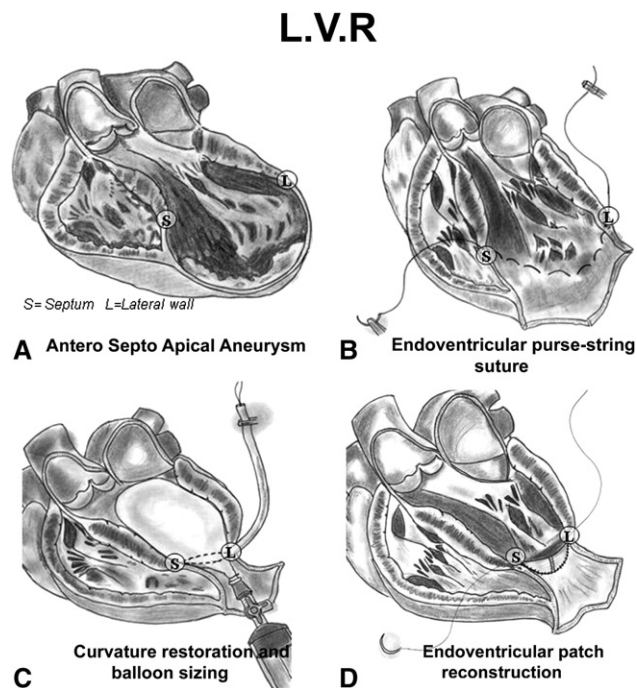 L.V.R
S
L
S= Septum L=Lateral wall
A Antero Septo Apical Aneurysm
L
S
B Endoventricular purse-string
suture
S
L
C Curvature restoration and
balloon sizing
S
L
D Endoventricular patch
reconstruction